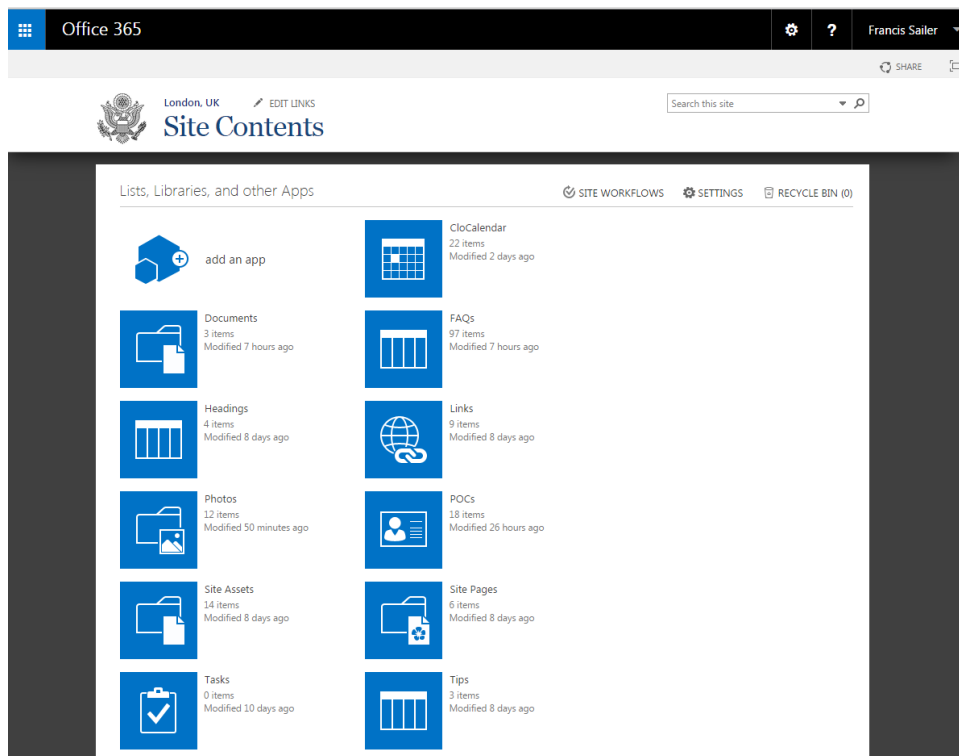 Office 365
? Francis Sailer
SHARE
London, UK EDIT LINKS
Search this site
Site Contents
Lists, Libraries, and other Apps
SITE WORKFLOWS SETTINGS RECYCLE BIN (0)
add an app
CloCalendar
22 items
Modified 2 days ago
Documents
3 items
Modified 7 hours ago
FAQs
97 items
Modified 7 hours ago
Headings
4 items
Modified 8 days ago
Links
9 items
Modified 8 days ago
Photos
12 items
Modified 50 minutes ago
POCs
18 items
Modified 26 hours ago
Site Assets
14 items
Modified 8 days ago
Site Pages
6 items
Modified 8 days ago
Tasks
0 items
Modified 10 days ago
Tips
3 items
Modified 8 days ago